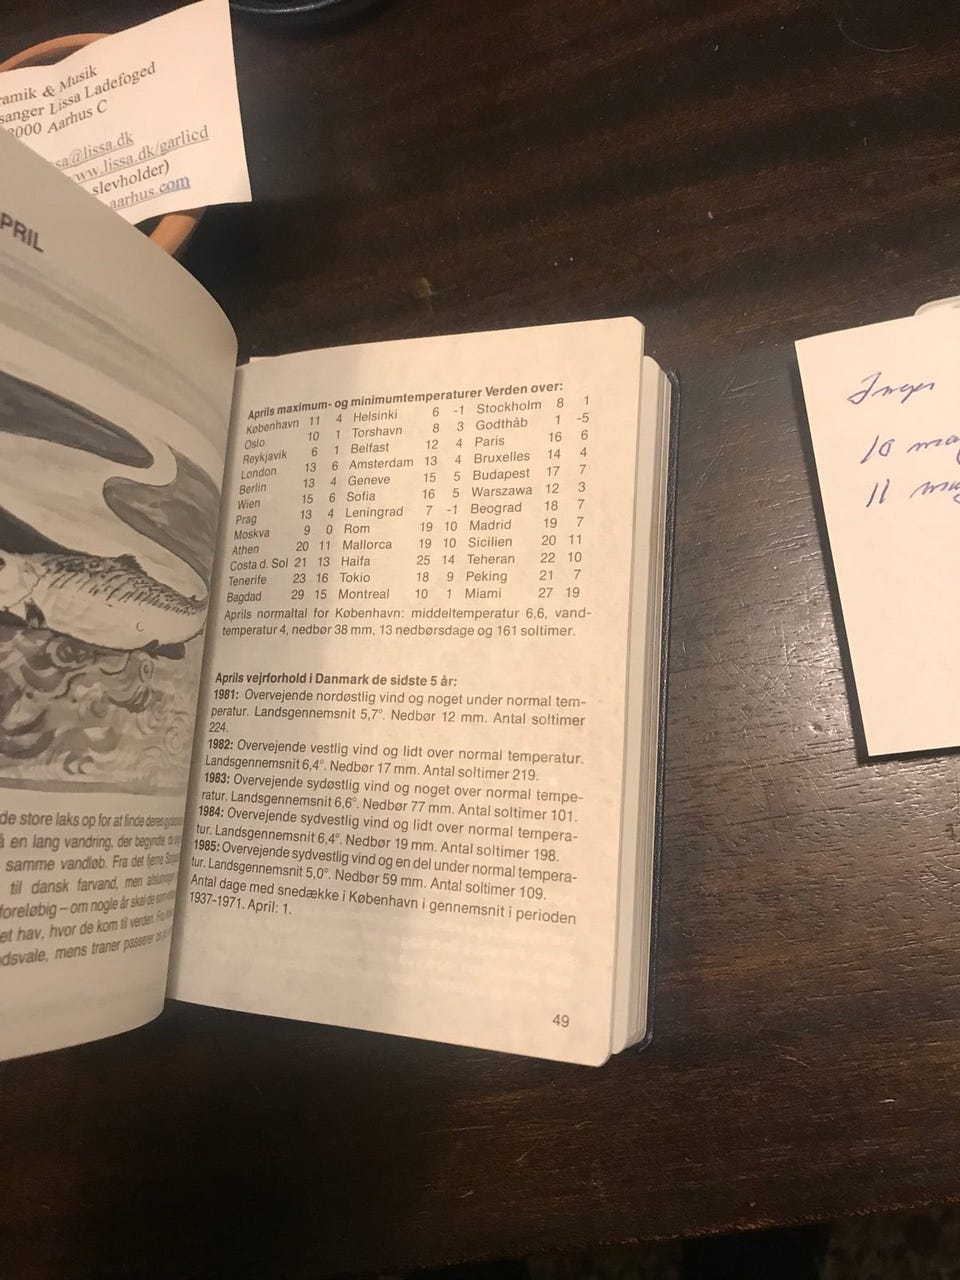 ramik & Musik
sanger Lissa Ladefoged
8000 Aarhus C
sa@lissa.dk
www.lissa.dk/garlicd
slevholder)
aarhus.com
PRIL
de store laks op for at finde deres
å en lang vandring, der begyndte
samme vandløb. Fra det fjerne
til dansk farvand, men
foreløbig – om nogle år skal de
et hav, hvor de kom til verden.
dsvale, mens traner passerer
Aprils maximum- og minimumtemperaturer Verden over:
København 11 4 Helsinki 6 -1 Stockholm 8 1
Oslo 10 1 Torshavn 8 3 Godthåb 1 -5
Reykjavik 6 1 Belfast 12 4 Paris 16 6
London 13 6 Amsterdam 13 4 Bruxelles 14 4
Berlin 13 4 Geneve 15 5 Budapest 17 7
Wien 15 6 Sofia 16 5 Warszawa 12 3
Prag 13 4 Leningrad 7 -1 Beograd 18 7
Moskva 9 0 Rom 19 10 Madrid 19 7
Athen 20 11 Mallorca 19 10 Sicilien 20 11
Costa d. Sol 21 13 Haifa 25 14 Teheran 22 10
Tenerife 23 16 Tokio 18 9 Peking 21 7
Bagdad 29 15 Montreal 10 1 Miami 27 19
Aprils normaltal for København: middeltemperatur 6,6, vand-
temperatur 4, nedbør 38 mm, 13 nedbørsdage og 161 soltimer.
Aprils vejrforhold i Danmark de sidste 5 år:
1981: Overvejende nordøstlig vind og noget under normal tem-
peratur. Landsgennemsnit 5,7°. Nedbør 12 mm. Antal soltimer
224.
1982: Overvejende vestlig vind og lidt over normal temperatur.
Landsgennemsnit 6,4°. Nedbør 17 mm. Antal soltimer 219.
1983: Overvejende sydøstlig vind og noget over normal tempe-
ratur. Landsgennemsnit 6,6°. Nedbør 77 mm. Antal soltimer 101.
1984: Overvejende sydvestlig vind og lidt over normal tempera-
tur. Landsgennemsnit 6,4°. Nedbør 19 mm. Antal soltimer 198.
1985: Overvejende sydvestlig vind og en del under normal tempera-
tur. Landsgennemsnit 5,0°. Nedbør 59 mm. Antal soltimer 109.
Antal dage med snedække i København i gennemsnit i perioden
1937-1971. April: 1.
49
10 ma
11 ma